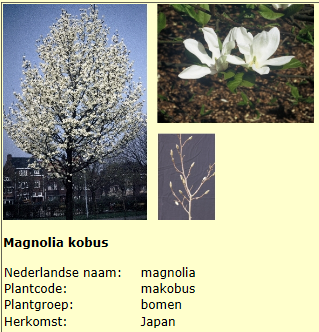 Magnolia kobus
Nederlandse naam: magnolia
Plantcode: makobus
Plantgroep: bomen
Herkomst: Japan